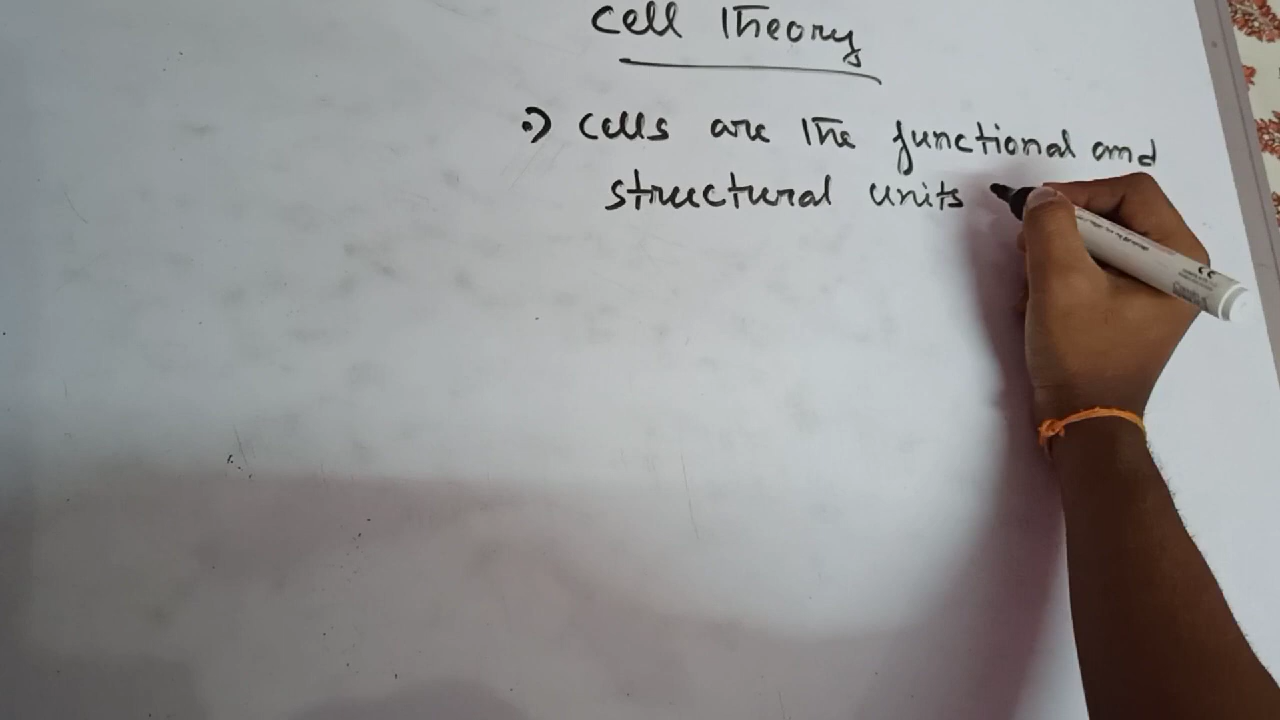 Cell Theory
•) Cells are the functional and
structural units